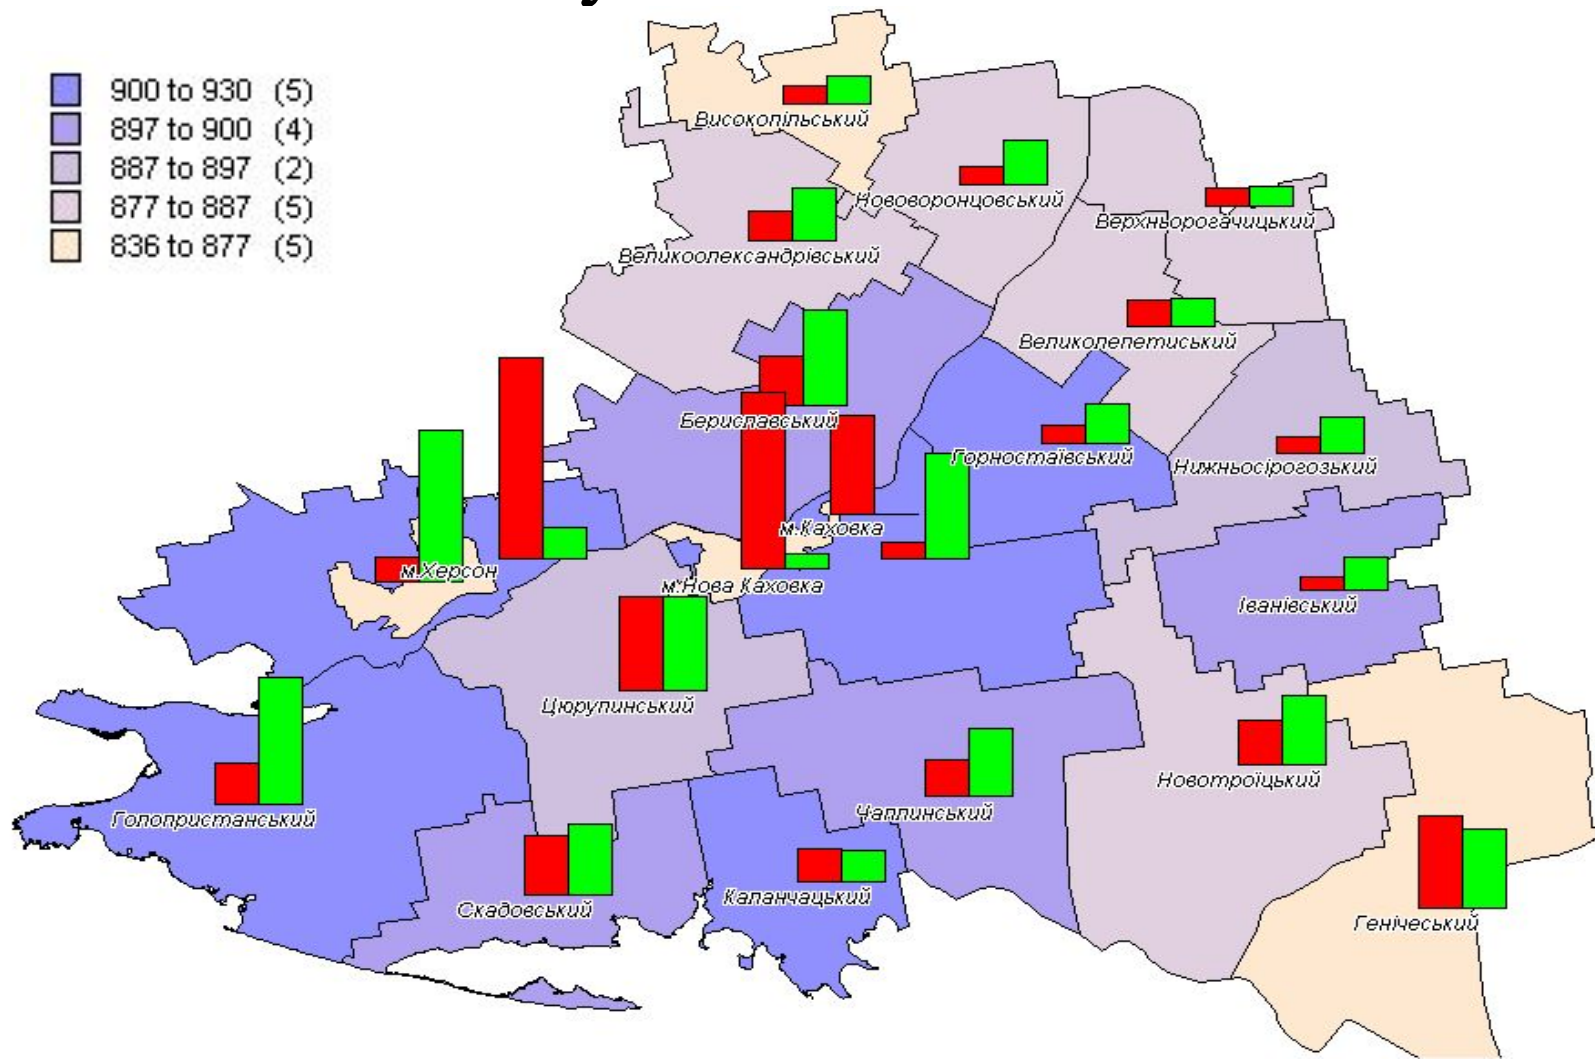 900 to 930 (5)
897 to 900 (4)
887 to 897 (2)
877 to 887 (5)
836 to 877 (5)
Високопільський
Нововоронцовський
Верхньорогачицький
Великоолександрівський
Великолепетиський
Бериславський
Горностаївський
Нижньосірогозький
м.Каховка
м.Херсон
м.Нова Каховка
Іванівський
Цюрупинський
Новотроїцький
Голопристанський
Чаплинський
Каланчацький
Скадовський
Генічеський